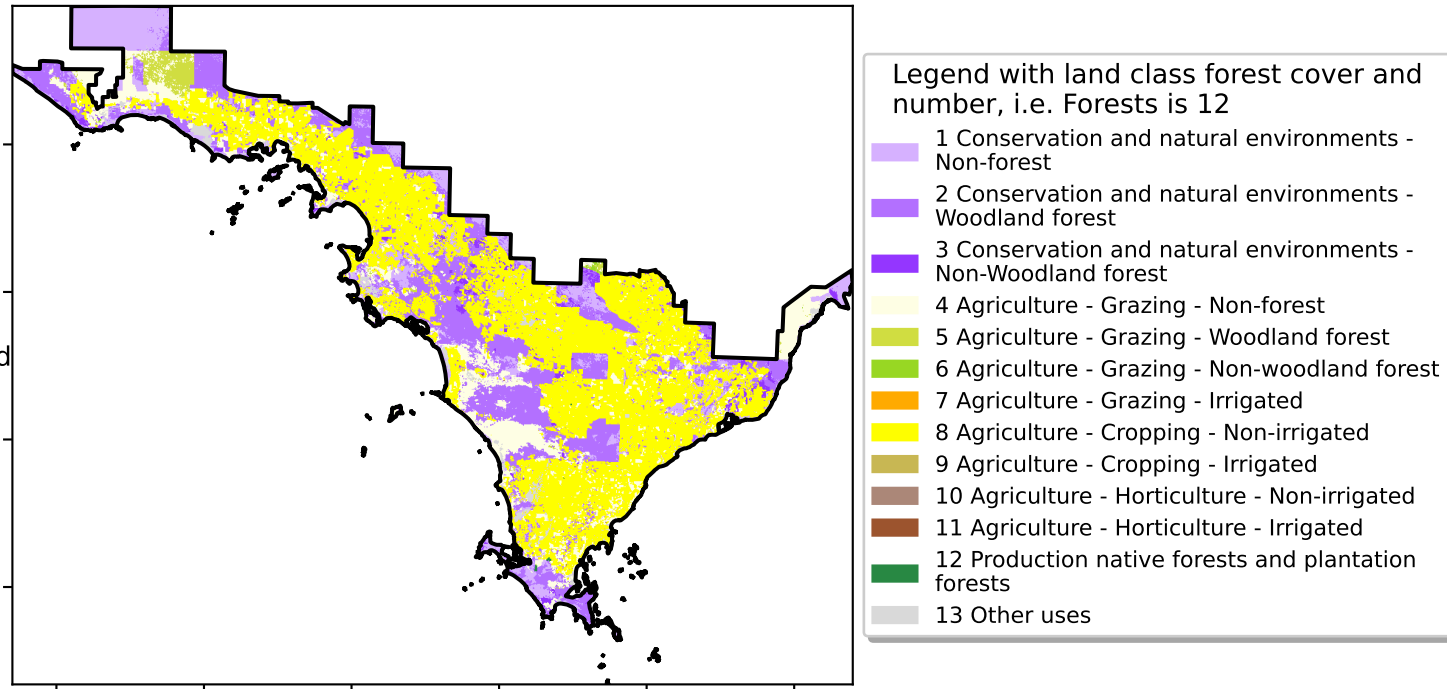 d
Legend with land class forest cover and
number, i.e. Forests is 12
1 Conservation and natural environments -
Non-forest
2 Conservation and natural environments -
Woodland forest
3 Conservation and natural environments -
Non-Woodland forest
4 Agriculture - Grazing - Non-forest
5 Agriculture - Grazing - Woodland forest
6 Agriculture - Grazing - Non-woodland forest
7 Agriculture - Grazing - Irrigated
8 Agriculture - Cropping - Non-irrigated
9 Agriculture - Cropping - Irrigated
10 Agriculture - Horticulture - Non-irrigated
11 Agriculture - Horticulture - Irrigated
12 Production native forests and plantation
forests
13 Other uses